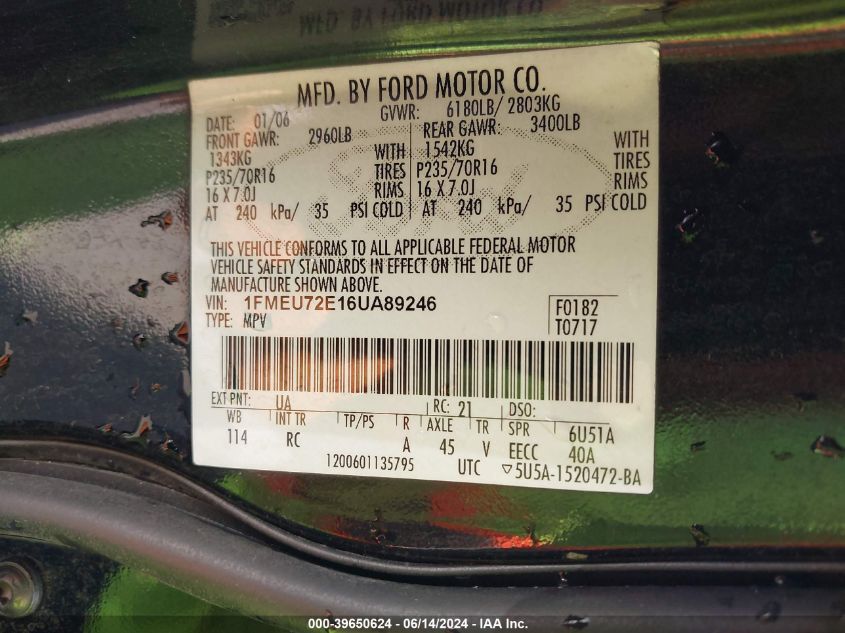 MFD. BY FORD MOTOR CO.
MFD. BY FORD MOTOR CO.
DATE: 01/06 GVWR: 6180LB/ 2803KG
FRONT GAWR: 2960LB REAR GAWR: 3400LB
1343KG WITH 1542KG WITH
P235/70R16 TIRES P235/70R16 TIRES
16 X 7.0J RIMS 16 X 7.0J RIMS
AT 240 kPa/ 35 PSI COLD AT 240 kPa/ 35 PSI COLD
THIS VEHICLE CONFORMS TO ALL APPLICABLE FEDERAL MOTOR
VEHICLE SAFETY STANDARDS IN EFFECT ON THE DATE OF
MANUFACTURE SHOWN ABOVE.
VIN: 1FMEU72E16UA89246 F0182
TYPE: MPV T0717
EXT PNT: UA RC: 21 DSO:
WB INT TR TP/PS R AXLE TR SPR 6U51A
114 RC A 45 V EECC 40A
1200601135795 UTC ▽5U5A-1520472-BA
000-39650624 - 06/14/2024 - IAA Inc.